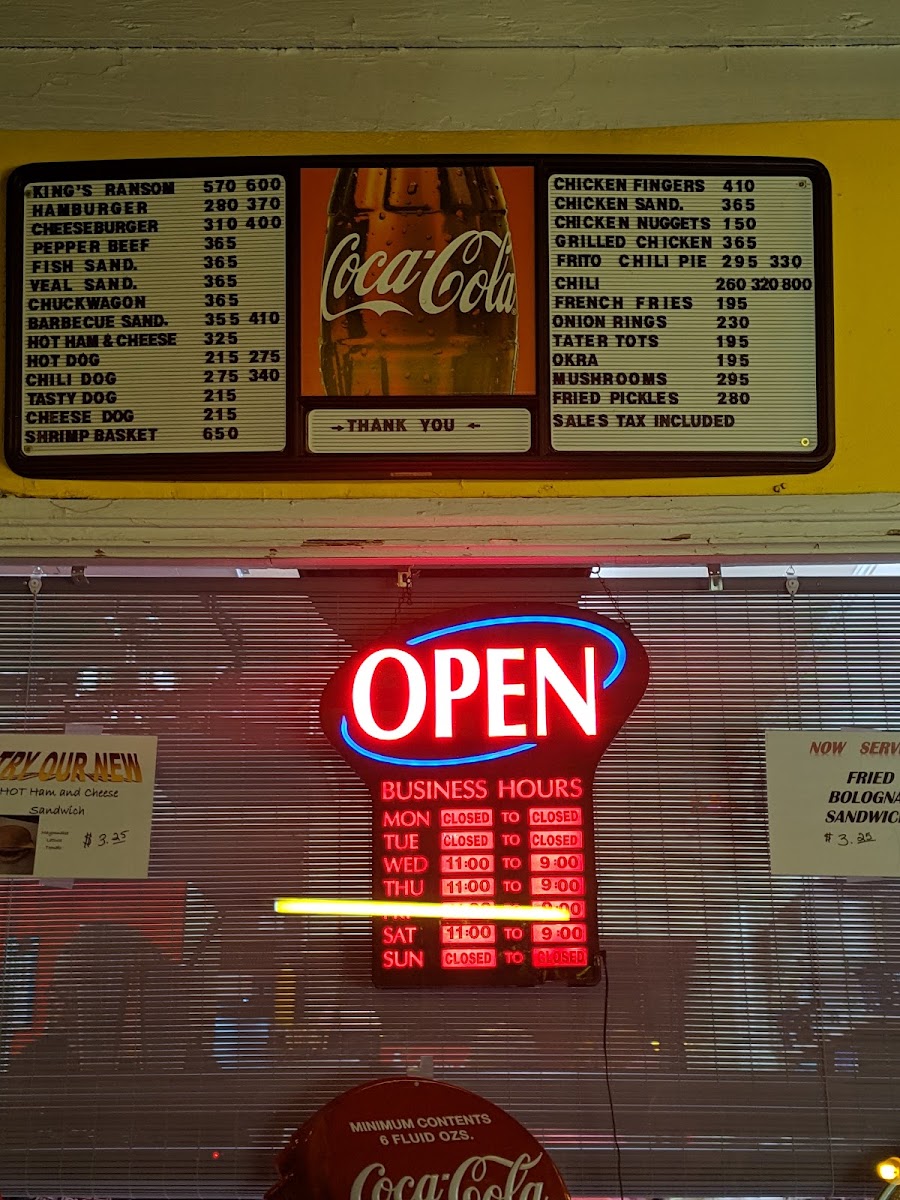 KING'S RANSOM 570 600
HAMBURGER 280 370
CHEESEBURGER 310 400
PEPPER BEEF 365
FISH SAND. 365
VEAL SAND. 365
CHUCKWAGON 365
BARBECUE SAND. 355 410
HOT HAM & CHEESE 325
HOT DOG 215 275
CHILI DOG 275 340
TASTY DOG 215
CHEESE DOG 215
SHRIMP BASKET 650
Coca-Cola
→THANK YOU ←
CHICKEN FINGERS 410
CHICKEN SAND. 365
CHICKEN NUGGETS 150
GRILLED CHICKEN 365
FRITO CHILI PIE 295 330
CHILI 260 320 800
FRENCH FRIES 195
ONION RINGS 230
TATER TOTS 195
OKRA 195
MUSHROOMS 295
FRIED PICKLES 280
SALES TAX INCLUDED
OPEN
BUSINESS HOURS
MON CLOSED TO CLOSED
TUE CLOSED TO CLOSED
WED 11:00 TO 9:00
THU 11:00 TO 9:00
FRI 9:00
SAT 11:00 TO 9:00
SUN CLOSED TO CLOSED
TRY OUR NEW
HOT Ham and Cheese
Sandwich
$ 3.25
NOW SERV
FRIED
BOLOGNA
SANDWIC
$ 3.25
MINIMUM CONTENTS
6 FLUID OZS.
Coca-Cola